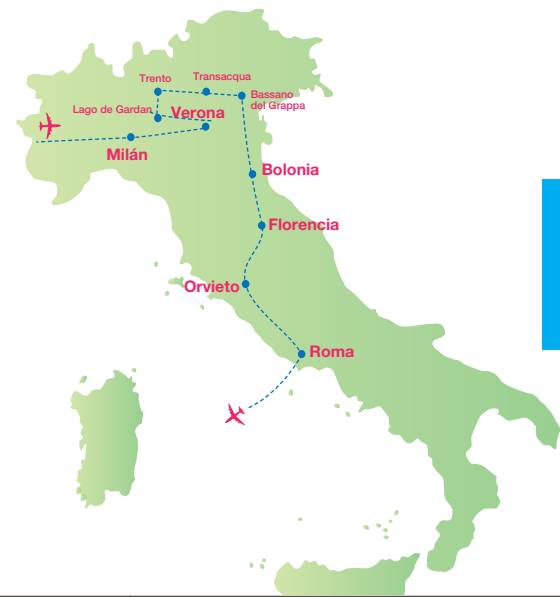 Trento
Transacqua
Bassano
del Grappa
Lago de Gardan
Verona
Milán
Bolonia
Florencia
Orvieto
Roma